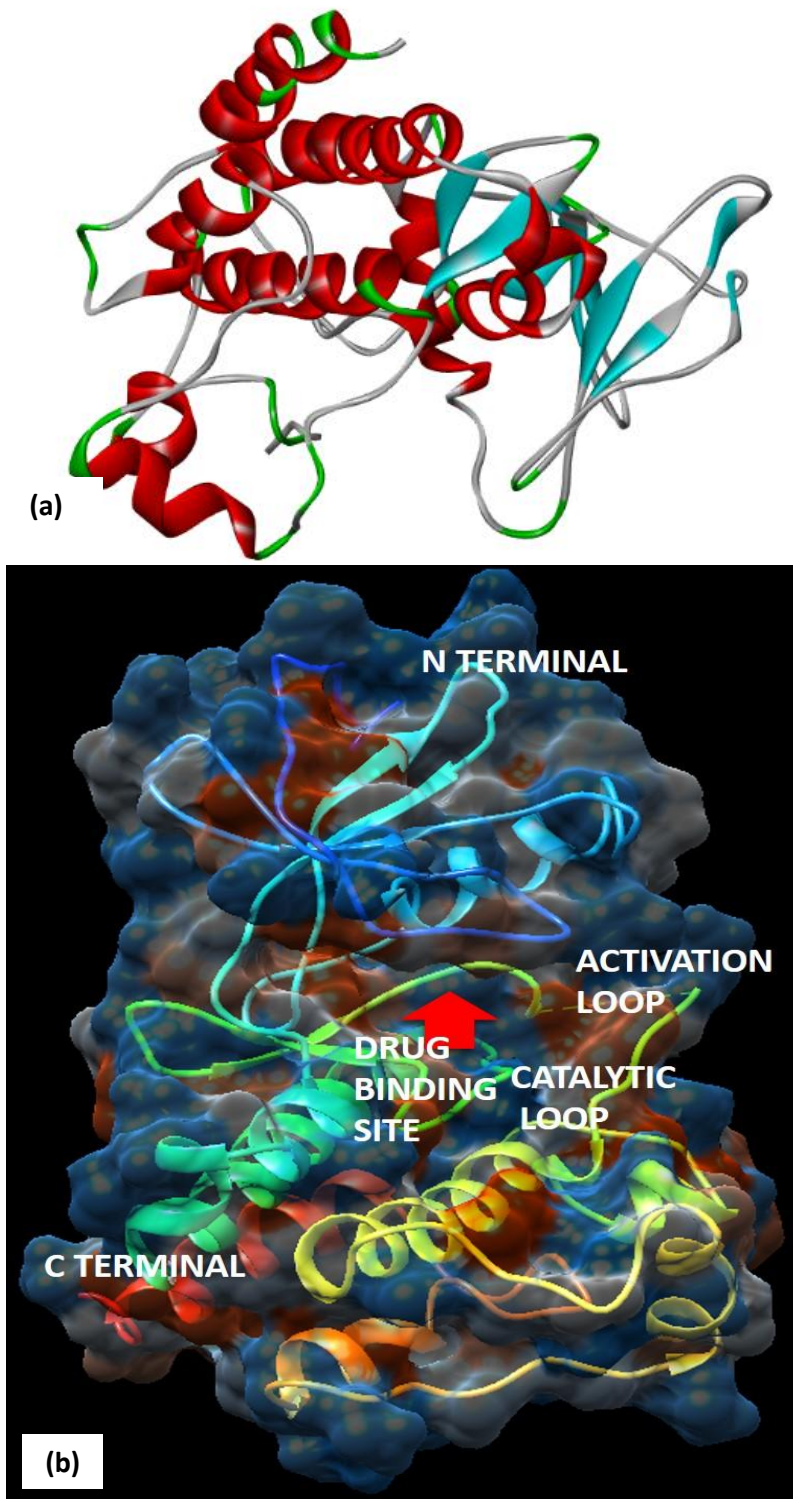 (a)
N TERMINAL
ACTIVATION
LOOP
DRUG
BINDING
SITE
CATALYTIC
LOOP
C TERMINAL
(b)